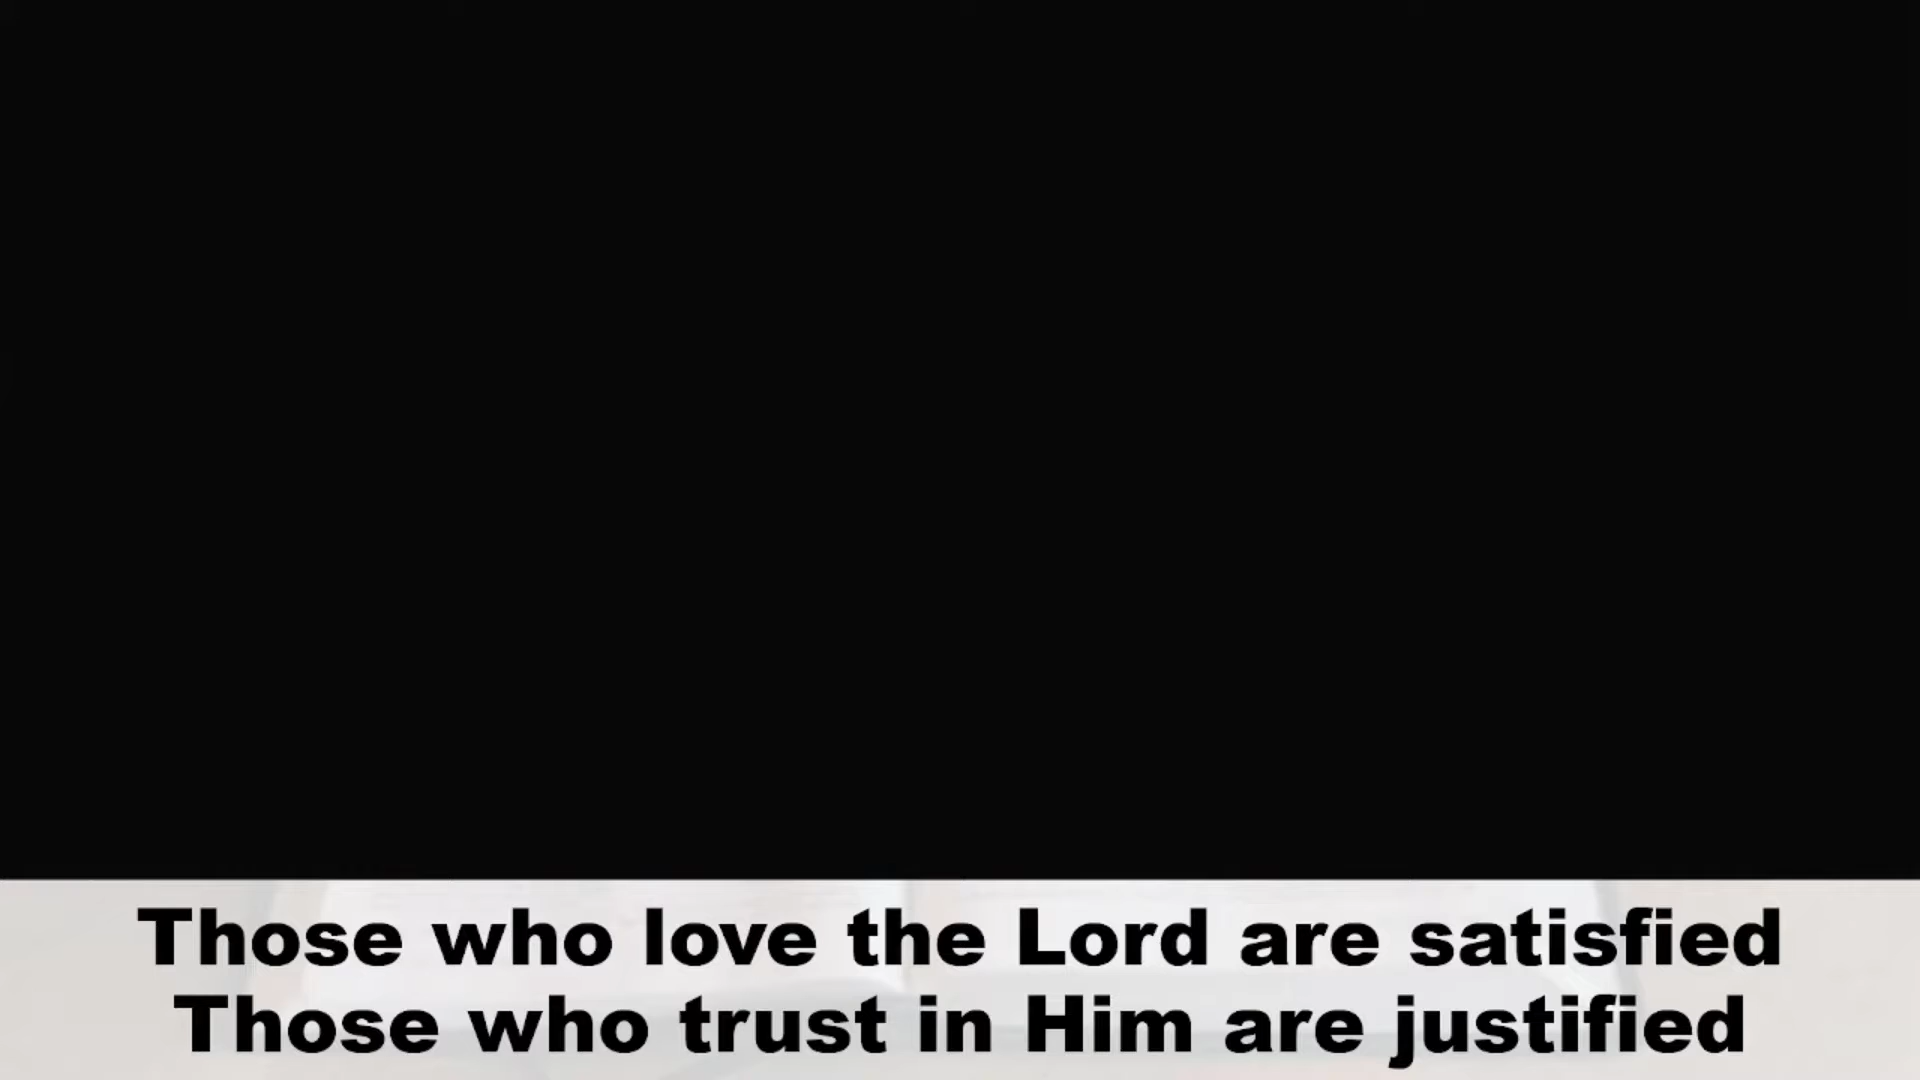 Those who love the Lord are satisfied
Those who trust in Him are justified